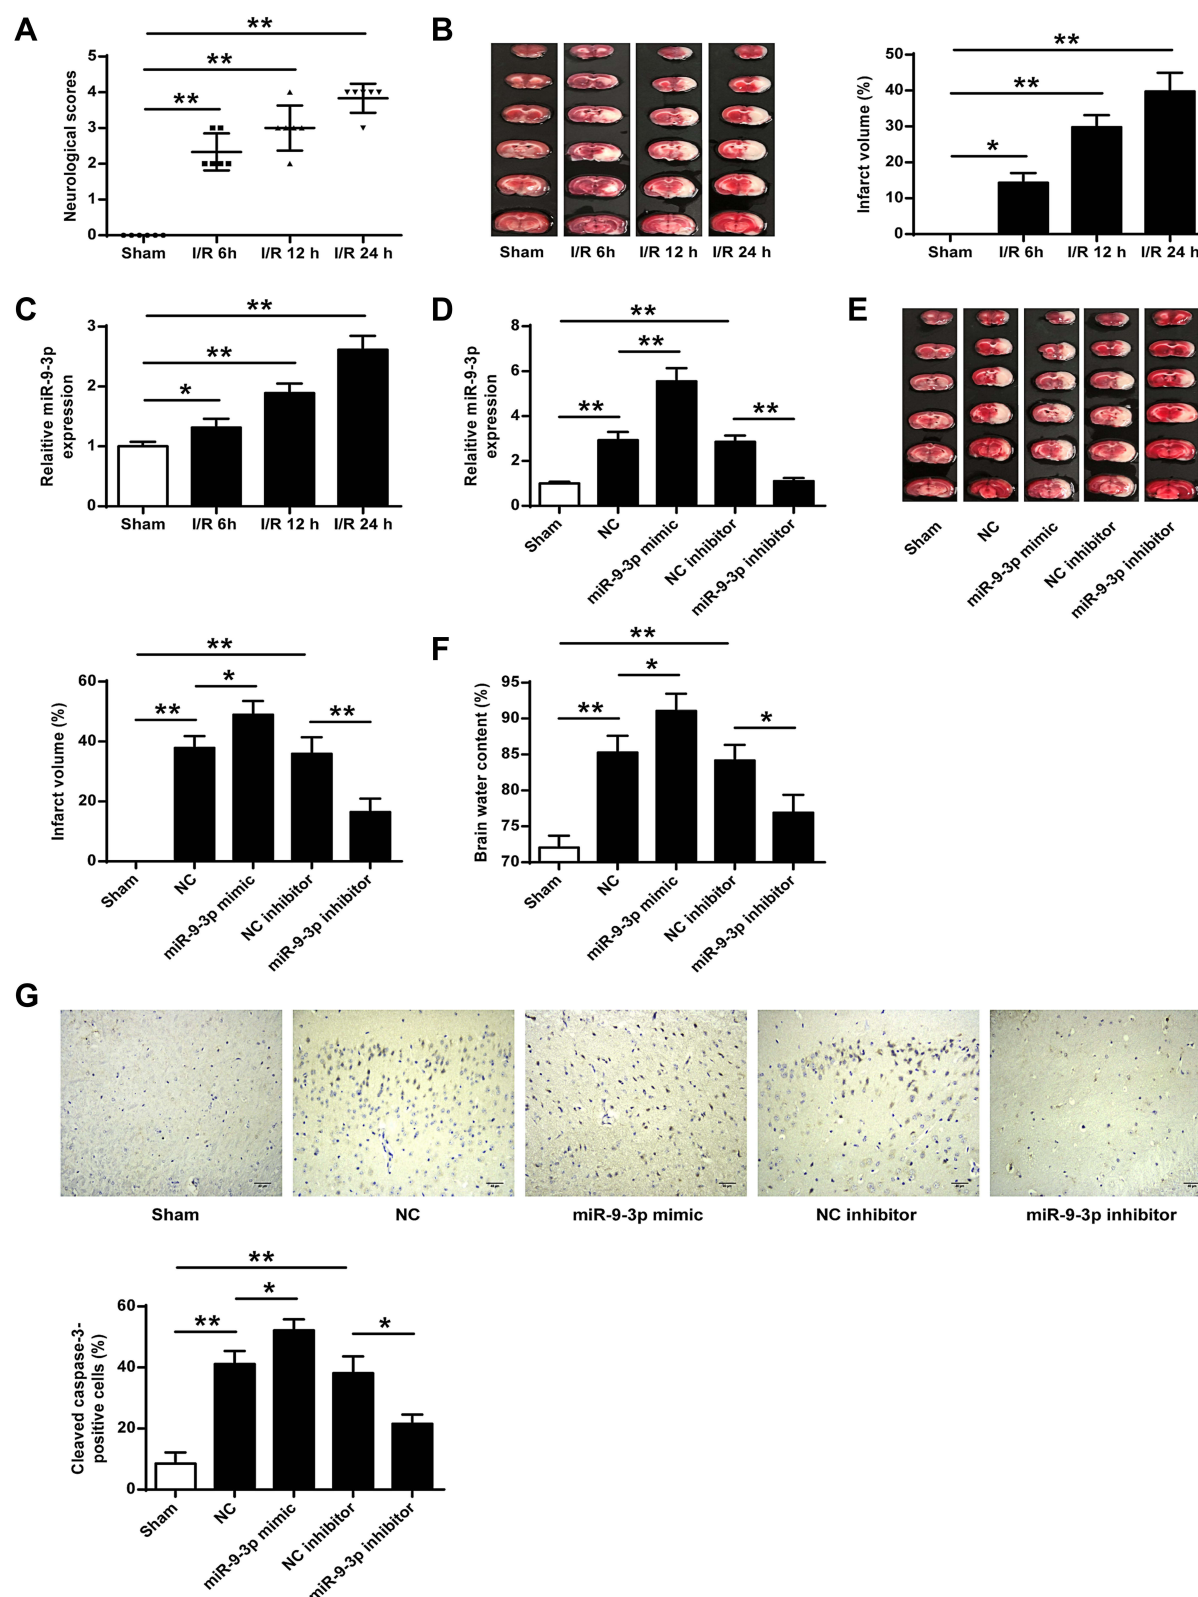 A
**
**
**
Neurological scores
5
4
3
2
1
0
Sham
I/R 6h
I/R 12 h
I/R 24 h
B
Sham
I/R 6h
I/R 12 h
I/R 24 h
**
**
*
Infarct volume (%)
50
40
30
20
10
0
Sham
I/R 6h
I/R 12 h
I/R 24 h
C
**
**
*
Relaitive miR-9-3p
expression
3
2
1
0
Sham
I/R 6h
I/R 12 h
I/R 24 h
D
**
**
**
**
Relaitive miR-9-3p
expression
8
6
4
2
0
Sham
NC
miR-9-3p mimic
NC inhibitor
miR-9-3p inhibitor
E
Sham
NC
miR-9-3p mimic
NC inhibitor
miR-9-3p inhibitor
**
*
**
**
Infarct volume (%)
60
40
20
0
Sham
NC
miR-9-3p mimic
NC inhibitor
miR-9-3p inhibitor
F
**
*
**
*
Brain water content (%)
95
90
85
80
75
70
Sham
NC
miR-9-3p mimic
NC inhibitor
miR-9-3p inhibitor
G
Sham
NC
miR-9-3p mimic
NC inhibitor
miR-9-3p inhibitor
**
*
**
*
Cleaved caspase-3-
positive cells (%)
60
40
20
0
Sham
NC
miR-9-3p mimic
NC inhibitor
miR-9-3p inhibitor